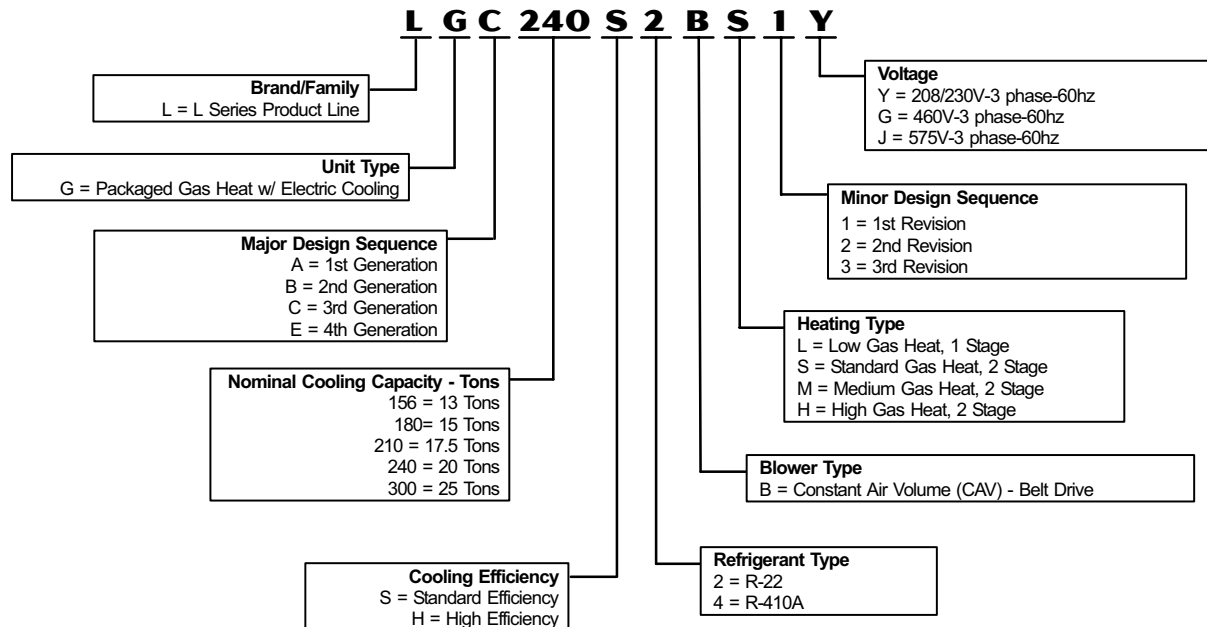 L G C 240 S 2 B S 1 Y
Brand/Family
L = L Series Product Line
Unit Type
G = Packaged Gas Heat w/ Electric Cooling
Major Design Sequence
A = 1st Generation
B = 2nd Generation
C = 3rd Generation
E = 4th Generation
Nominal Cooling Capacity - Tons
156 = 13 Tons
180= 15 Tons
210 = 17.5 Tons
240 = 20 Tons
300 = 25 Tons
Cooling Efficiency
S = Standard Efficiency
H = High Efficiency
Voltage
Y = 208/230V-3 phase-60hz
G = 460V-3 phase-60hz
J = 575V-3 phase-60hz
Minor Design Sequence
1 = 1st Revision
2 = 2nd Revision
3 = 3rd Revision
Heating Type
L = Low Gas Heat, 1 Stage
S = Standard Gas Heat, 2 Stage
M = Medium Gas Heat, 2 Stage
H = High Gas Heat, 2 Stage
Blower Type
B = Constant Air Volume (CAV) - Belt Drive
Refrigerant Type
2 = R-22
4 = R-410A